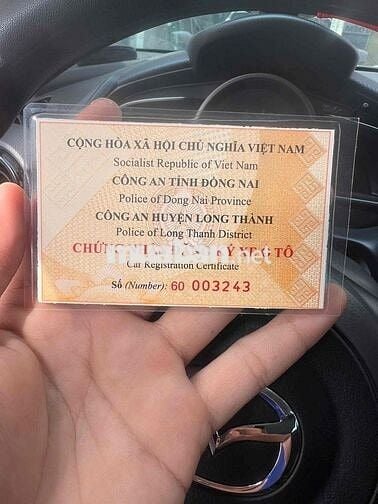 CỘNG HÒA XÃ HỘI CHỦ NGHĨA VIỆT NAM
Socialist Republic of Viet Nam
CÔNG AN TỈNH ĐỒNG NAI
Police of Dong Nai Province
CÔNG AN HUYỆN LONG THÀNH
Police of Long Thanh District
CHỨNG Ý XE Ô TÔ
Car Registration Certificate
Số (Number): 60 003243